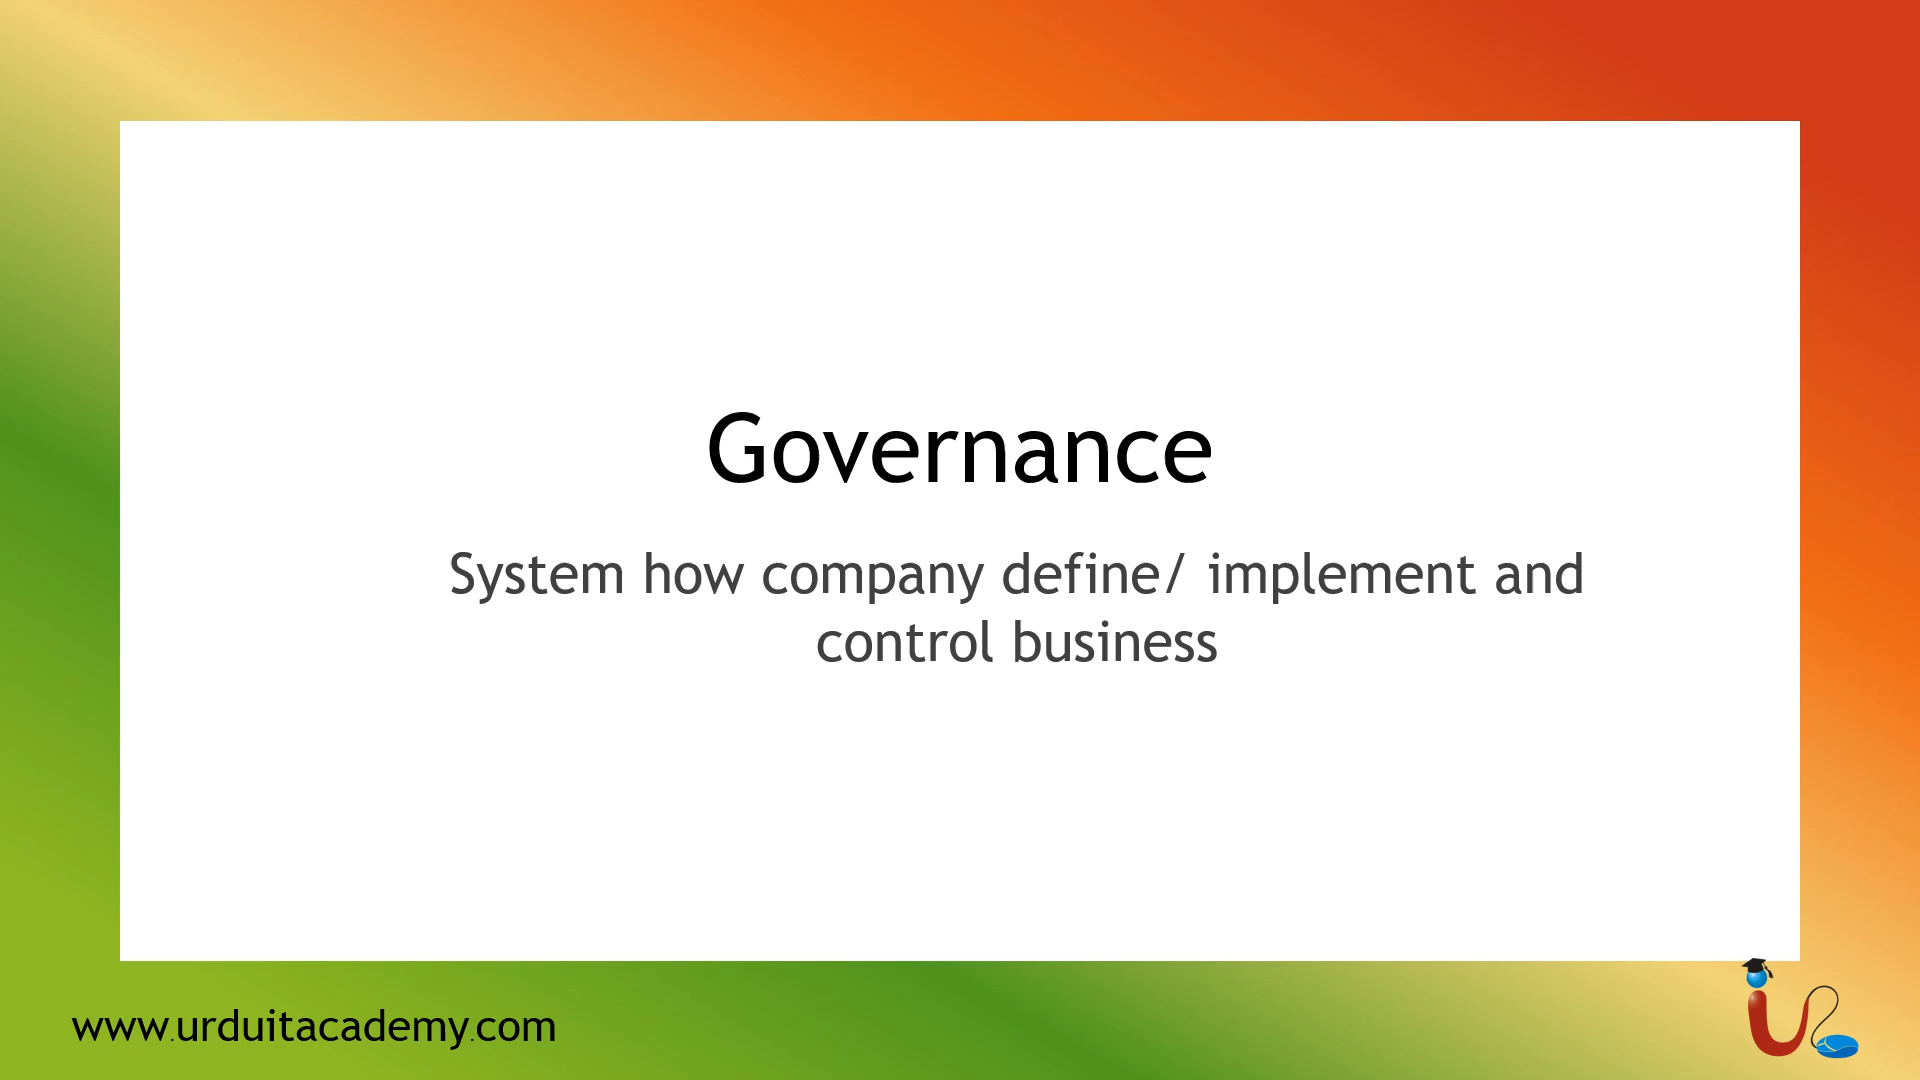 Governance
System how company define/ implement and
control business
www.urduitacademy.com